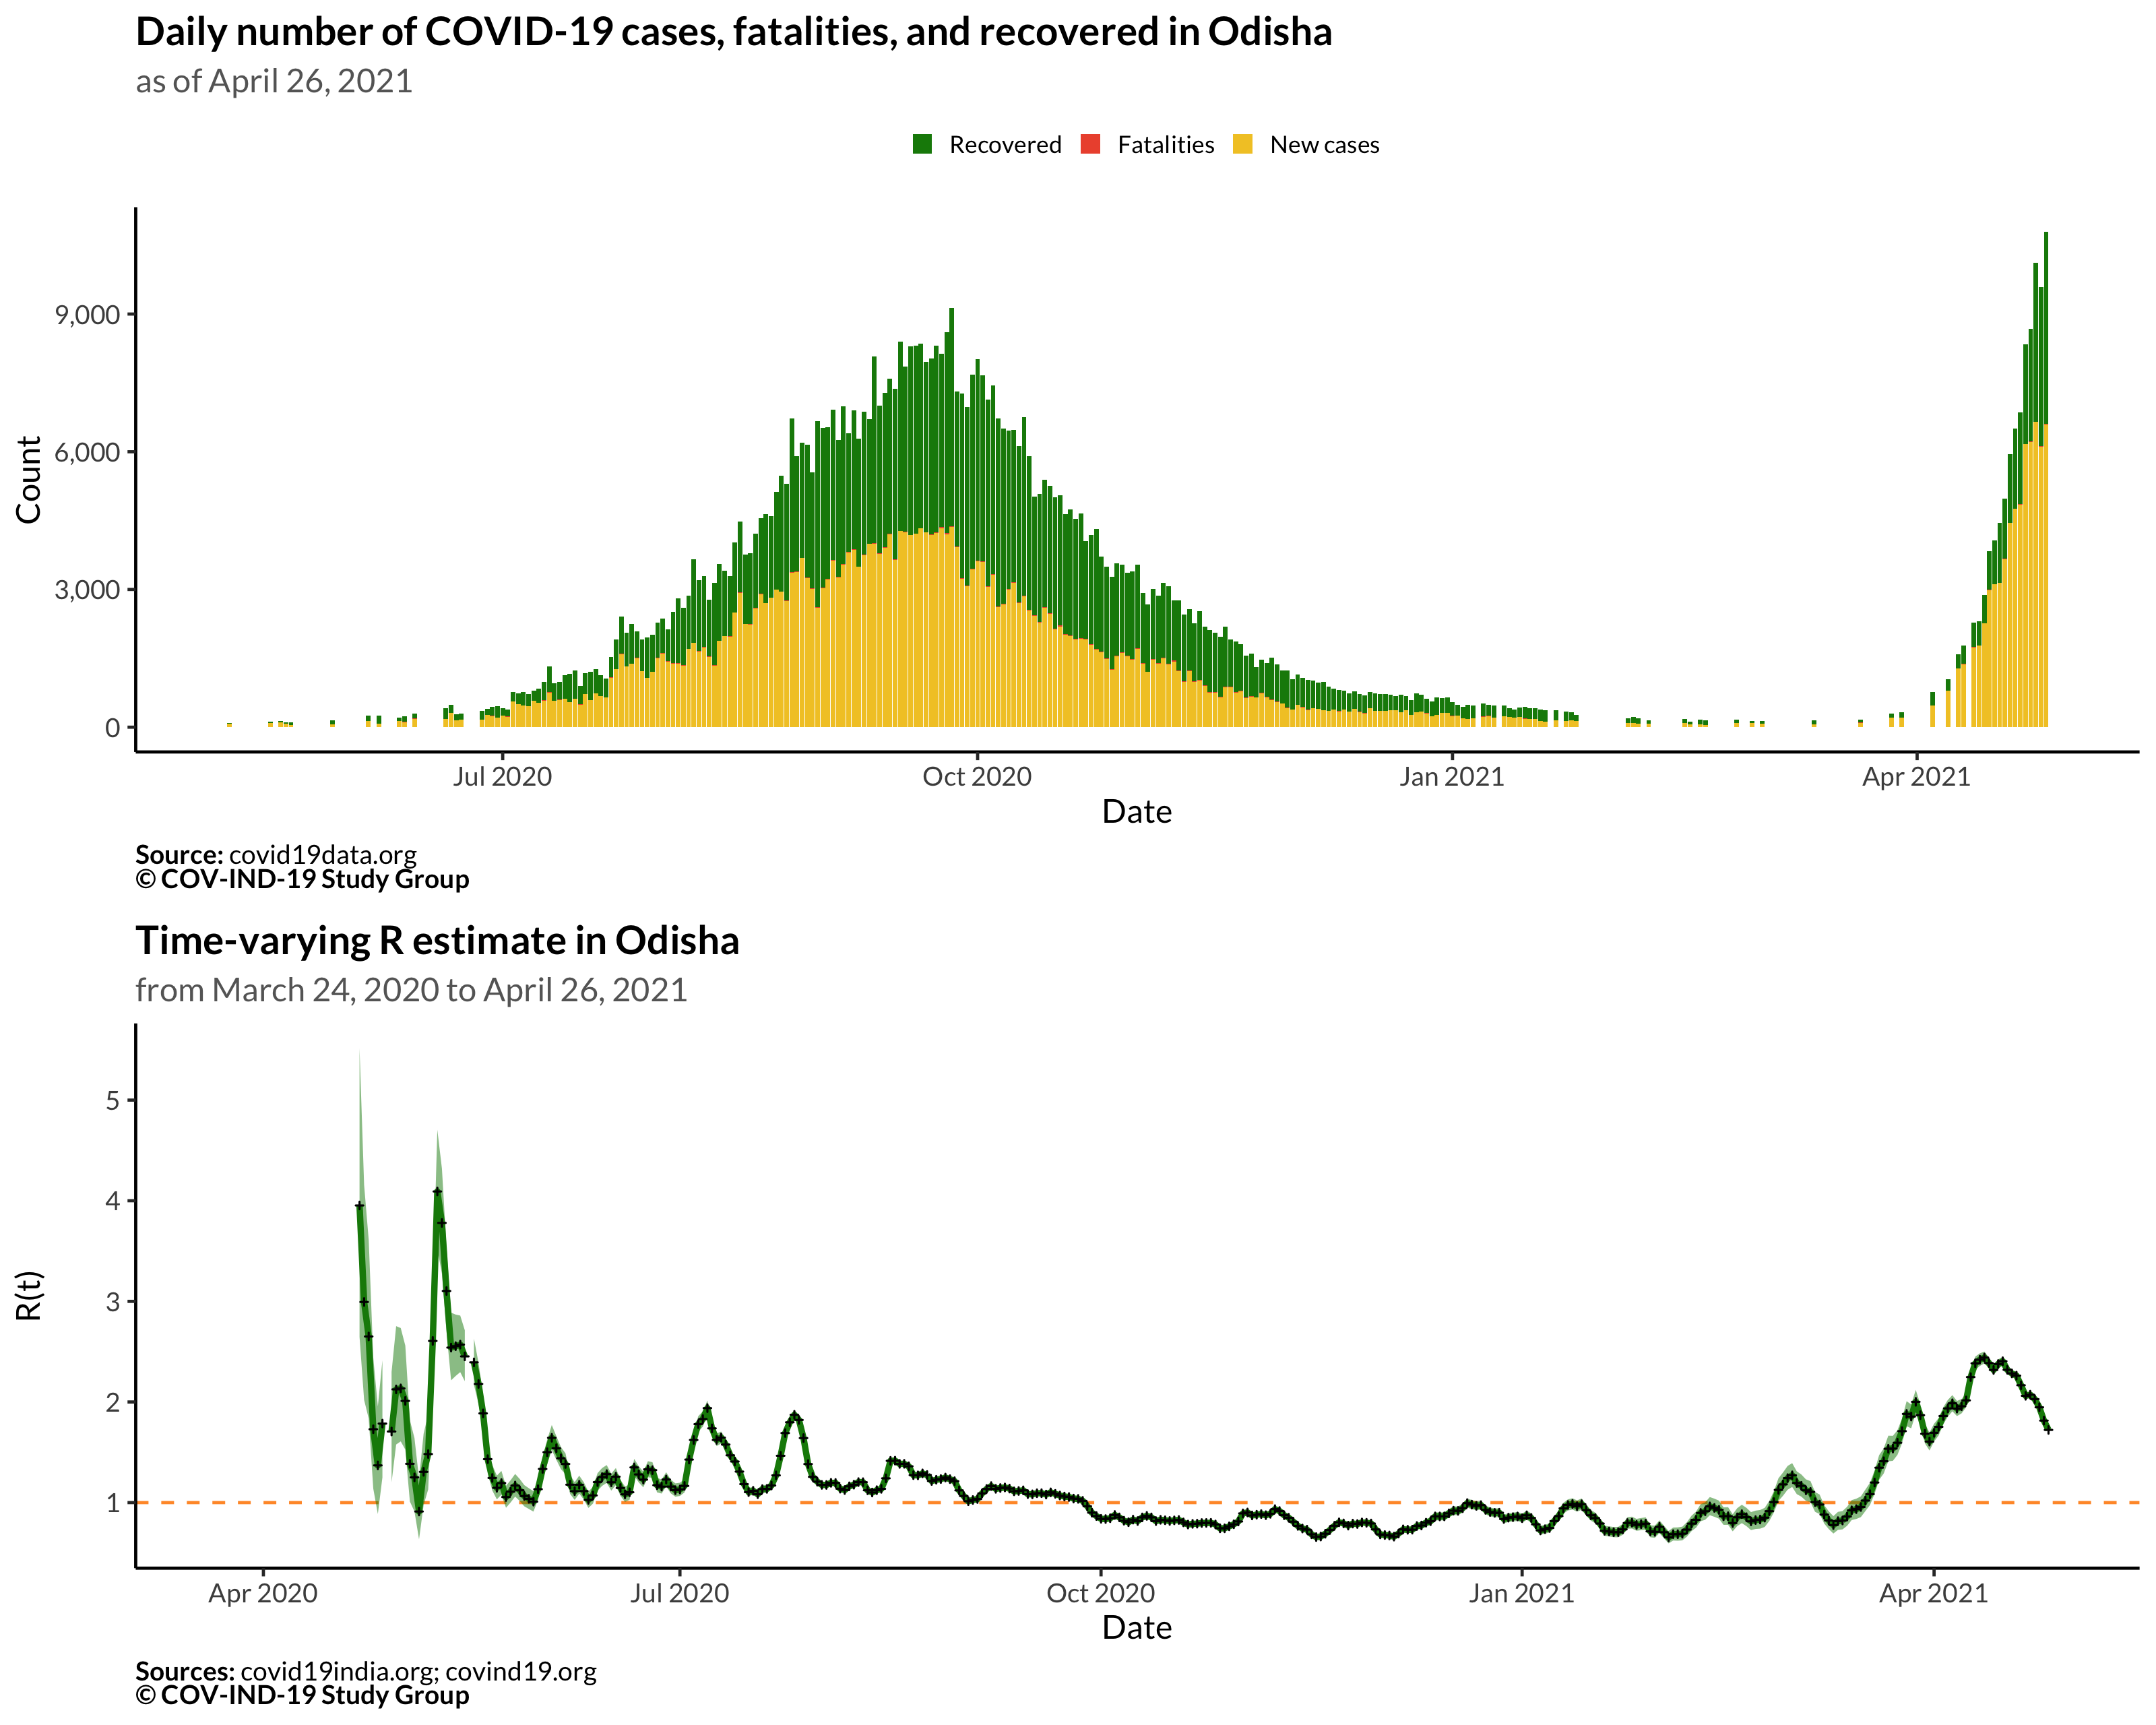 Daily number of COVID-19 cases, fatalities, and recovered in Odisha
as of April 26, 2021
Recovered Fatalities New cases
Count
9,000
6,000
3,000
0
Jul 2020 Oct 2020 Jan 2021 Apr 2021
Date
Source: covid19data.org
© COV-IND-19 Study Group
Time-varying R estimate in Odisha
from March 24, 2020 to April 26, 2021
R(t)
5
4
3
2
1
Apr 2020 Jul 2020 Oct 2020 Jan 2021 Apr 2021
Date
Sources: covid19india.org; covind19.org
© COV-IND-19 Study Group